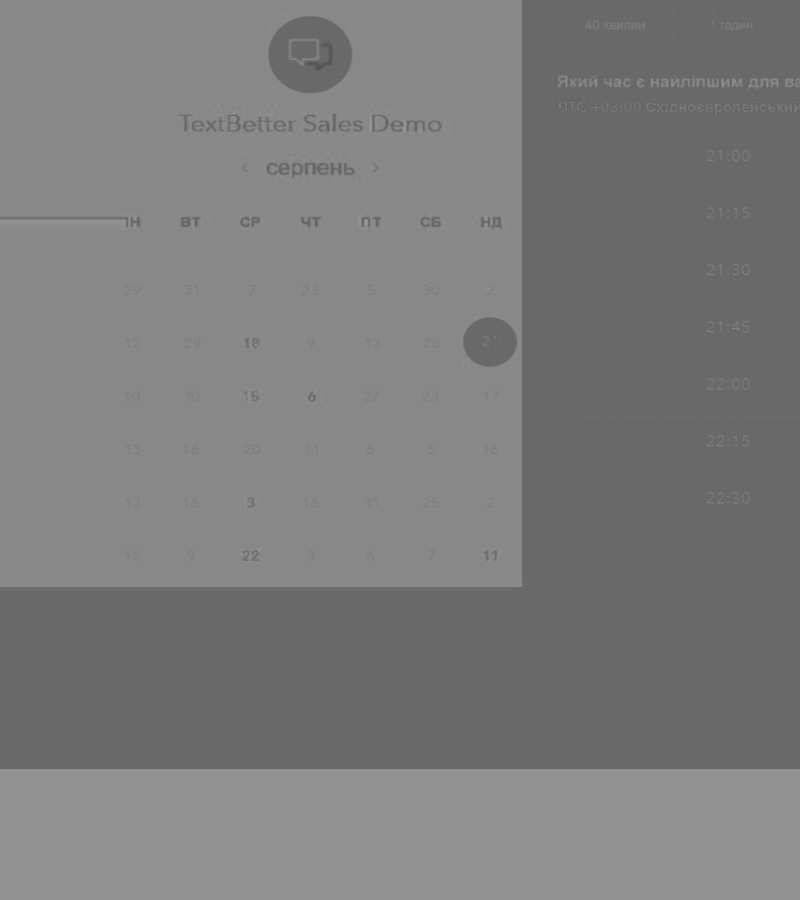 TextBetter Sales Demo
< серпень >
ІН ВТ СР ЧТ ПТ СБ НД
29 31 7 23 5 30 2
12 29 18 9 13 28 21
10 30 15 6 27 23 17
13 16 20 11 6 5 16
13 16 3 16 31 25 2
12 9 22 3 6 7 11
40 хвилин 1 годин
Який час є найліпшим для ва
UTC +03:00 Східноєвропейський
21:00
21:15
21:30
21:45
22:00
22:15
22:30